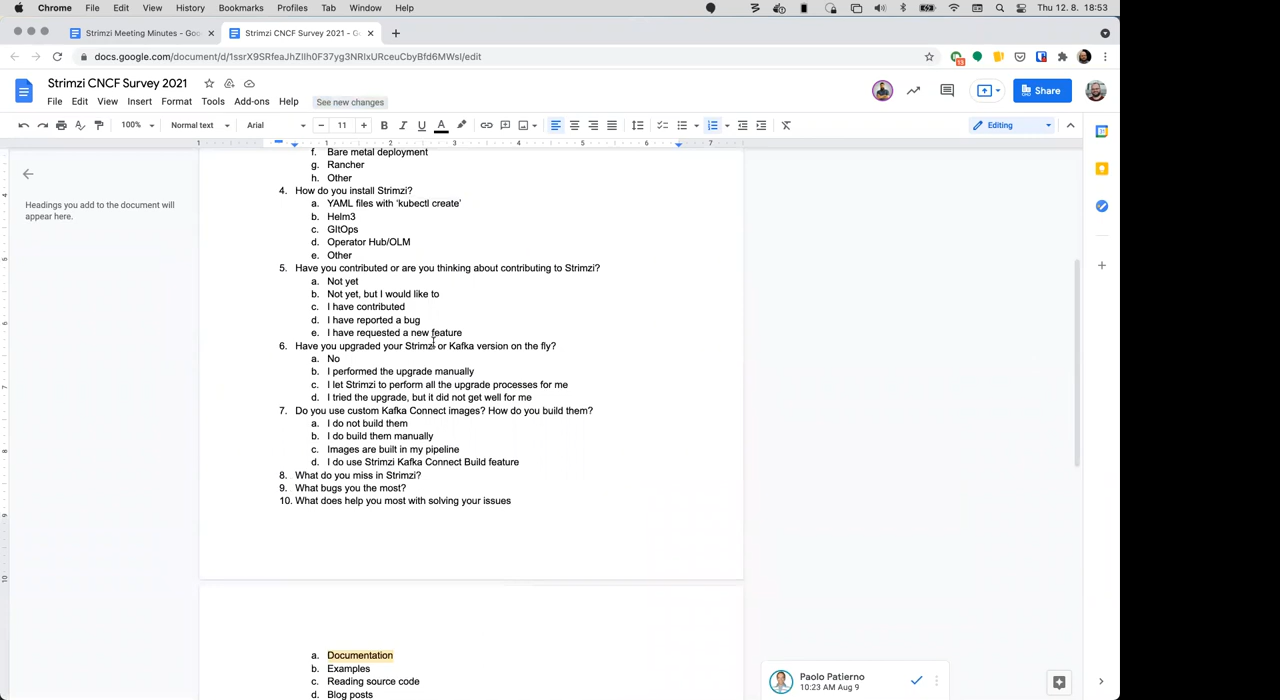 Chrome File Edit View History Bookmarks Profiles Tab Window Help Thu 12. 8. 18:53
Strimzi Meeting Minutes - Goo
Strimzi CNCF Survey 2021 - G
docs.google.com/document/d/1ssrX9SRfeaJhZIlh0F37yg3NRIxURceuCbyBfd6MWsI/edit
Strimzi CNCF Survey 2021
File Edit View Insert Format Tools Add-ons Help See new changes
Share
100% Normal text Arial 11 Editing
1 1 2 3 4 5 6 7
Headings you add to the document will
appear here.
f. Bare metal deployment
g. Rancher
h. Other
4. How do you install Strimzi?
a. YAML files with ‘kubectl create’
b. Helm3
c. GItOps
d. Operator Hub/OLM
e. Other
5. Have you contributed or are you thinking about contributing to Strimzi?
a. Not yet
b. Not yet, but I would like to
c. I have contributed
d. I have reported a bug
e. I have requested a new feature
6. Have you upgraded your Strimzi or Kafka version on the fly?
a. No
b. I performed the upgrade manually
c. I let Strimzi to perform all the upgrade processes for me
d. I tried the upgrade, but it did not get well for me
7. Do you use custom Kafka Connect images? How do you build them?
a. I do not build them
b. I do build them manually
c. Images are built in my pipeline
d. I do use Strimzi Kafka Connect Build feature
8. What do you miss in Strimzi?
9. What bugs you the most?
10. What does help you most with solving your issues
a. Documentation
b. Examples
c. Reading source code
d. Blog posts
Paolo Patierno
10:23 AM Aug 9